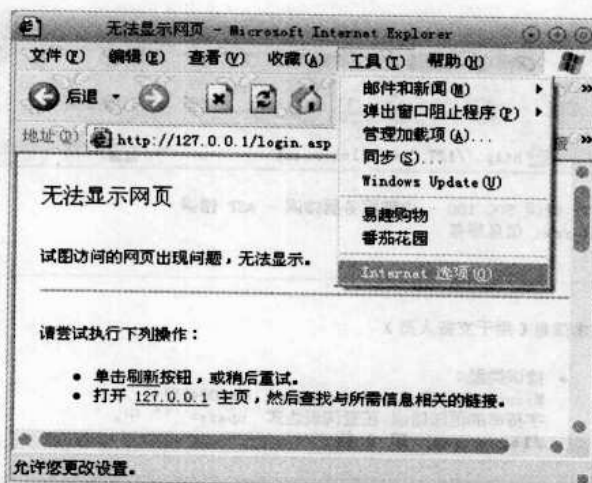 无法显示网页 - Microsoft Internet Explorer
文件(F) 编辑(E) 查看(V) 收藏(A) 工具(T) 帮助(H)
后退
地址(D) http://127.0.0.1/login.asp
邮件和新闻(M)
弹出窗口阻止程序(P)
管理加载项(A)...
同步(S)...
Windows Update(U)
易趣购物
番茄花园
Internet 选项(O)
无法显示网页
试图访问的网页出现问题，无法显示。
请尝试执行下列操作：
• 单击刷新按钮，或稍后重试。
• 打开 127.0.0.1 主页，然后查找与所需信息相关的链接。
允许您更改设置。